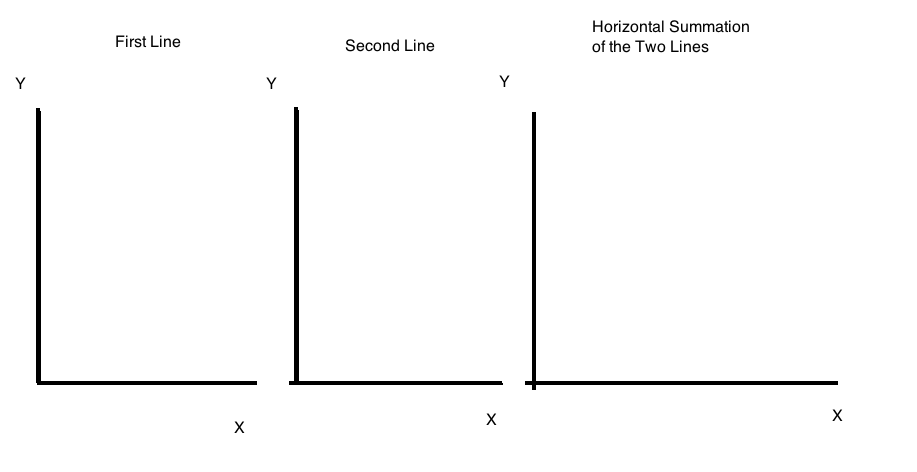 First Line
Second Line
Horizontal Summation
of the Two Lines
Y
Y
Y
X
X
X